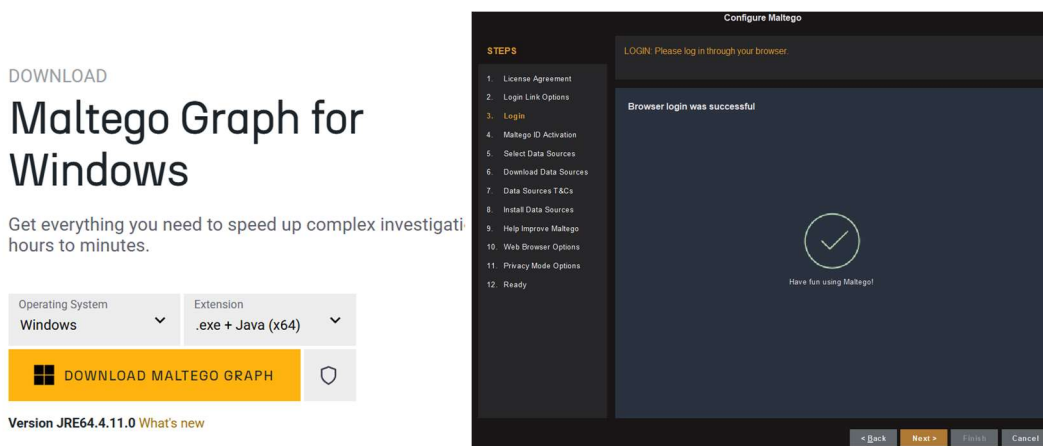 DOWNLOAD
Maltego Graph for
Windows
Get everything you need to speed up complex investigati
hours to minutes.
Operating System
Windows
Extension
.exe + Java (x64)
DOWNLOAD MALTEGO GRAPH
Version JRE64.4.11.0 What's new
Configure Maltego
STEPS
1. License Agreement
2. Login Link Options
3. Login
4. Maltego ID Activation
5. Select Data Sources
6. Download Data Sources
7. Data Sources T&Cs
8. Install Data Sources
9. Help Improve Maltego
10. Web Browser Options
11. Privacy Mode Options
12. Ready
LOGIN: Please log in through your browser.
Browser login was successful
Have fun using Maltego!
< Back
Next >
Finish
Cancel